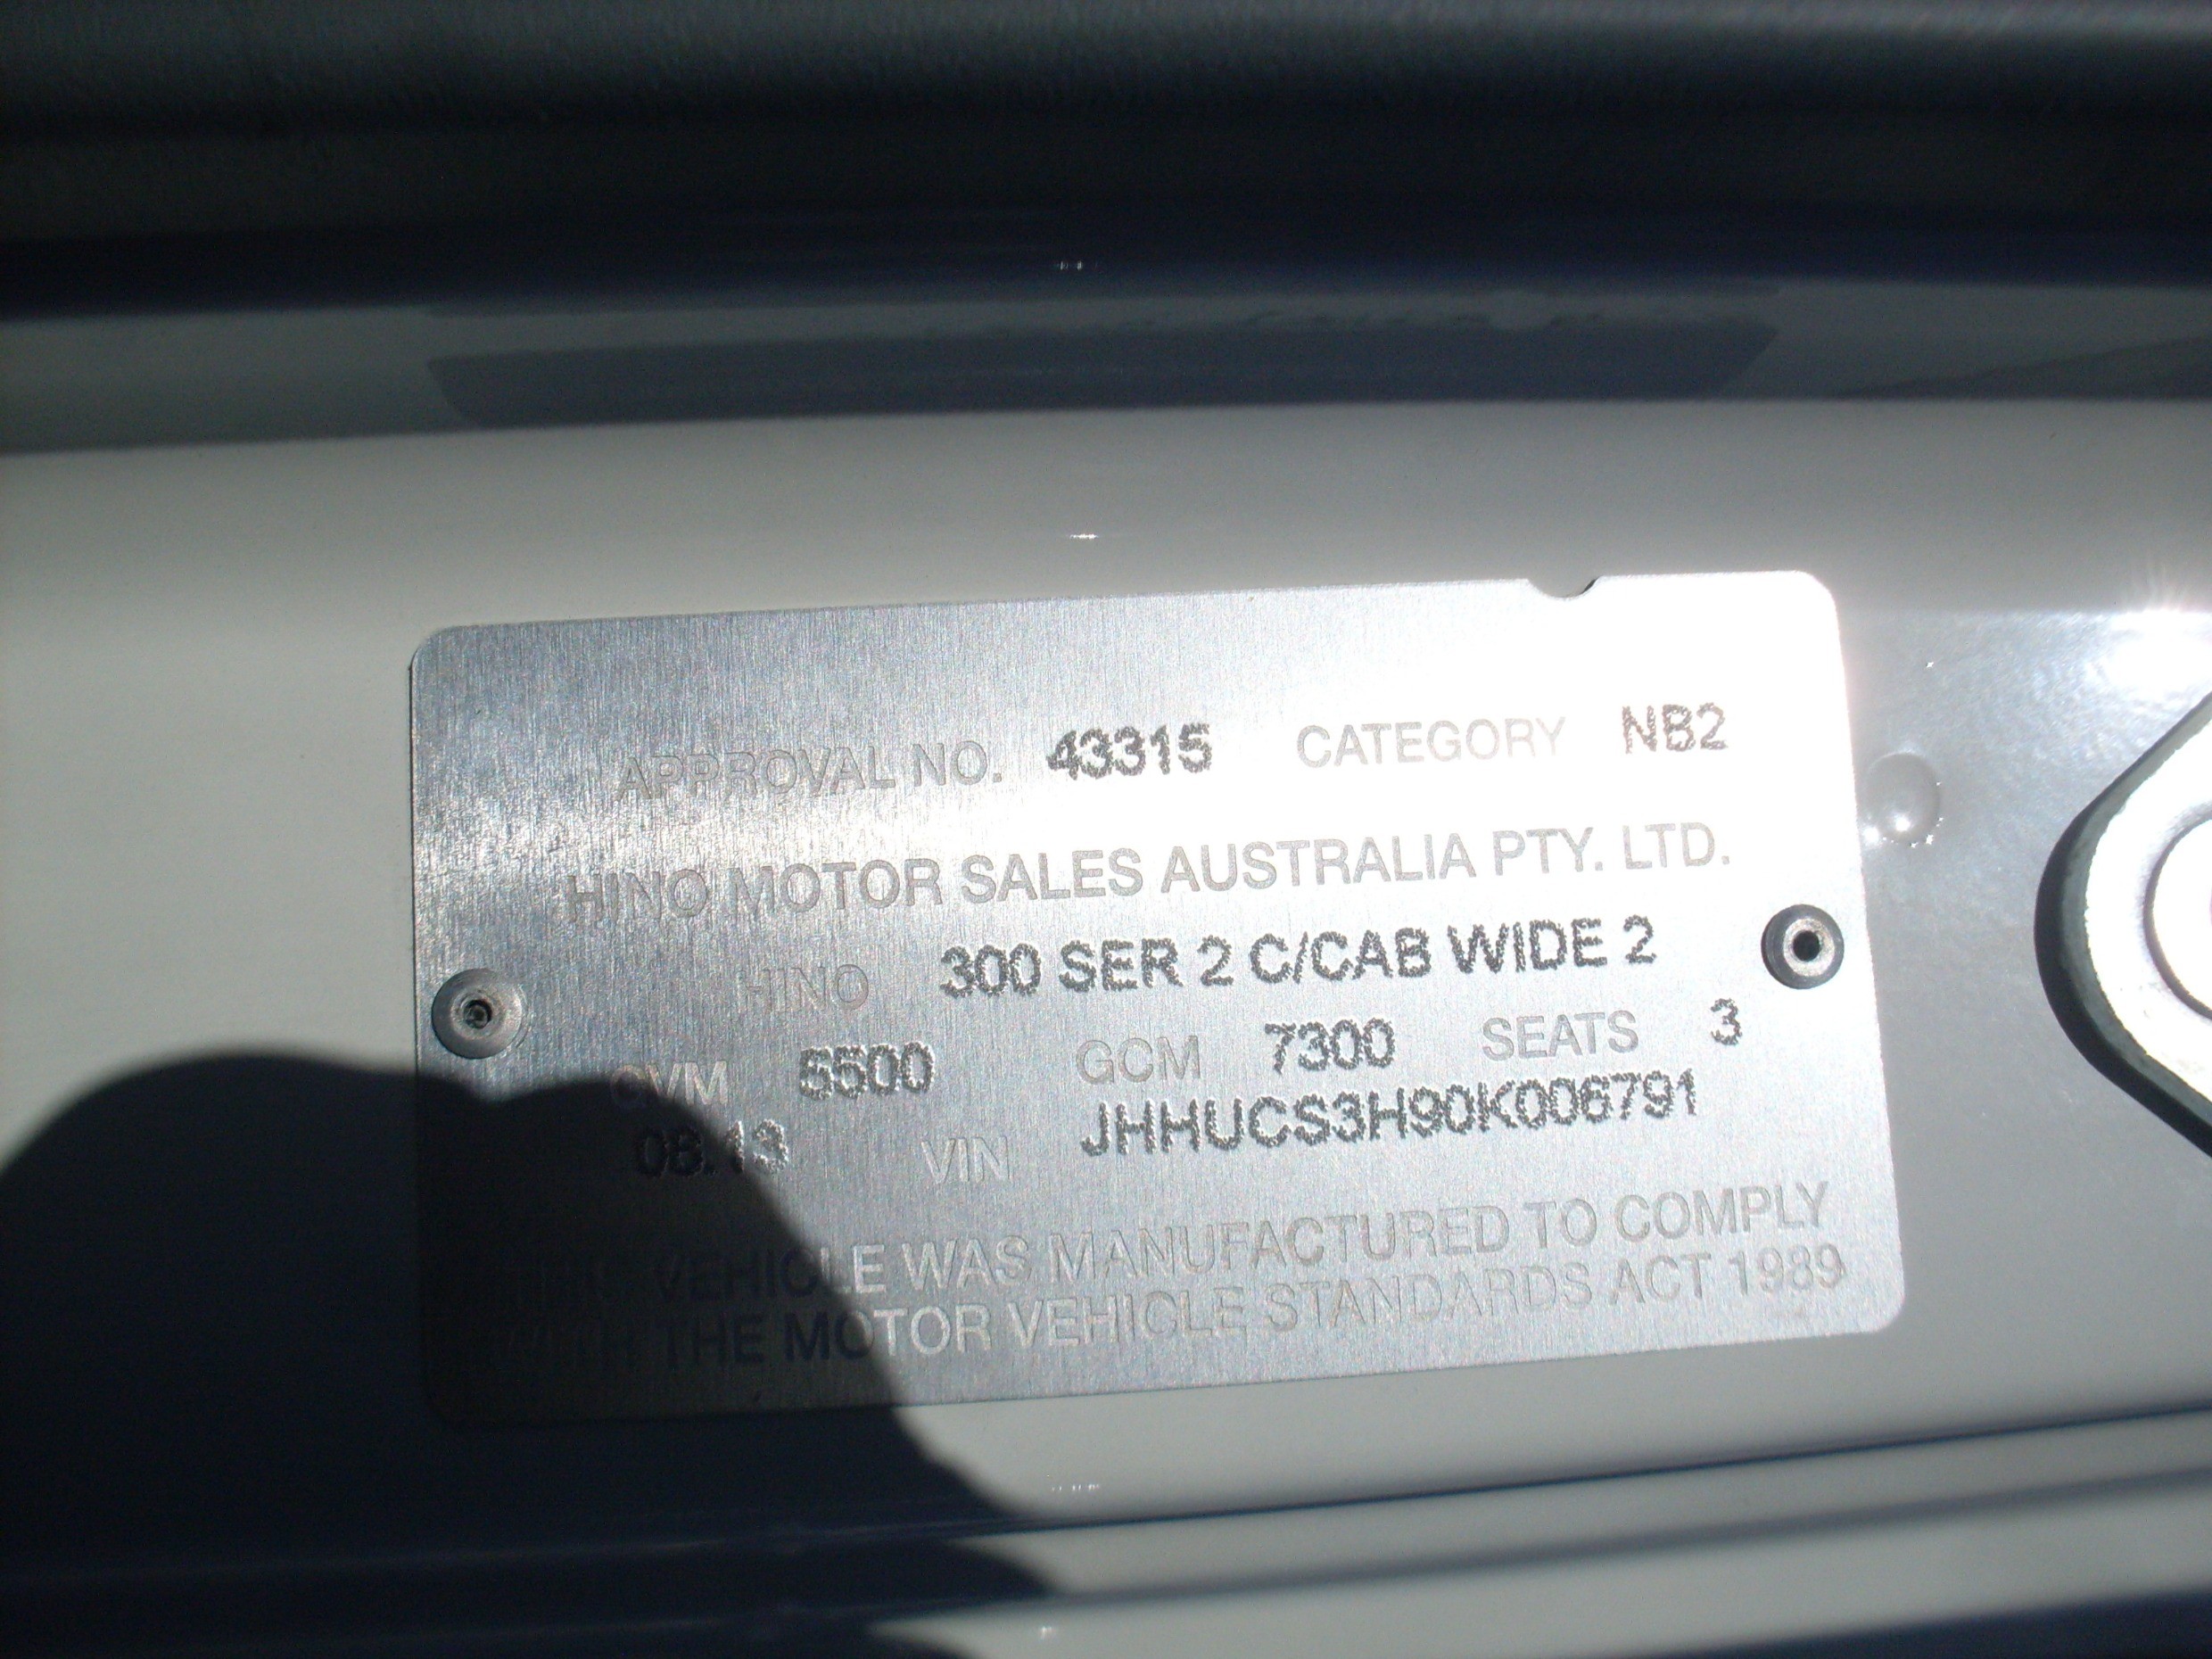 APPROVAL NO. 43315 CATEGORY NB2
HINO MOTOR SALES AUSTRALIA PTY. LTD.
HINO 300 SER 2 C/CAB WIDE 2
GVM 5500 GCM 7300 SEATS 3
08.13 VIN JHHUCS3H90K006791
THIS VEHICLE WAS MANUFACTURED TO COMPLY
WITH THE MOTOR VEHICLE STANDARDS ACT 1989